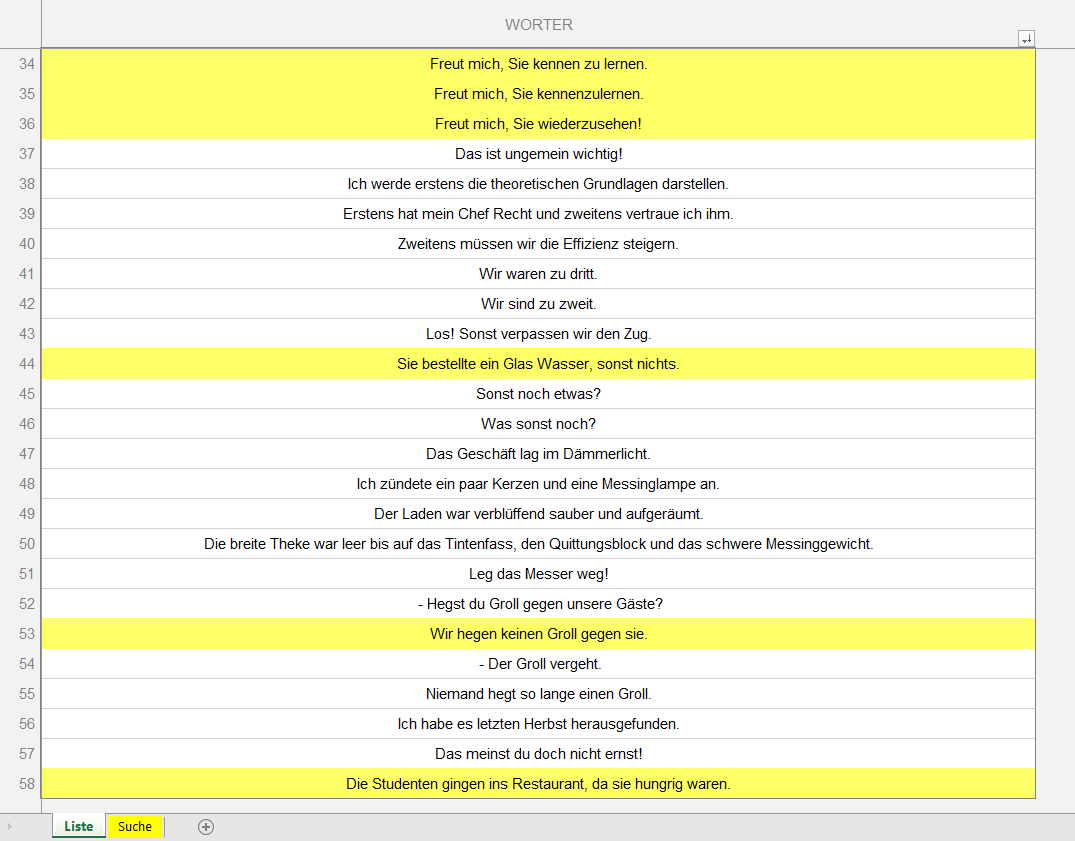 WORTER
34 Freut mich, Sie kennen zu lernen.
35 Freut mich, Sie kennenzulernen.
36 Freut mich, Sie wiederzusehen!
37 Das ist ungemein wichtig!
38 Ich werde erstens die theoretischen Grundlagen darstellen.
39 Erstens hat mein Chef Recht und zweitens vertraue ich ihm.
40 Zweitens müssen wir die Effizienz steigern.
41 Wir waren zu dritt.
42 Wir sind zu zweit.
43 Los! Sonst verpassen wir den Zug.
44 Sie bestellte ein Glas Wasser, sonst nichts.
45 Sonst noch etwas?
46 Was sonst noch?
47 Das Geschäft lag im Dämmerlicht.
48 Ich zündete ein paar Kerzen und eine Messinglampe an.
49 Der Laden war verblüffend sauber und aufgeräumt.
50 Die breite Theke war leer bis auf das Tintenfass, den Quittungsblock und das schwere Messinggewicht.
51 Leg das Messer weg!
52 - Hegst du Groll gegen unsere Gäste?
53 Wir hegen keinen Groll gegen sie.
54 - Der Groll vergeht.
55 Niemand hegt so lange einen Groll.
56 Ich habe es letzten Herbst herausgefunden.
57 Das meinst du doch nicht ernst!
58 Die Studenten gingen ins Restaurant, da sie hungrig waren.
Liste Suche